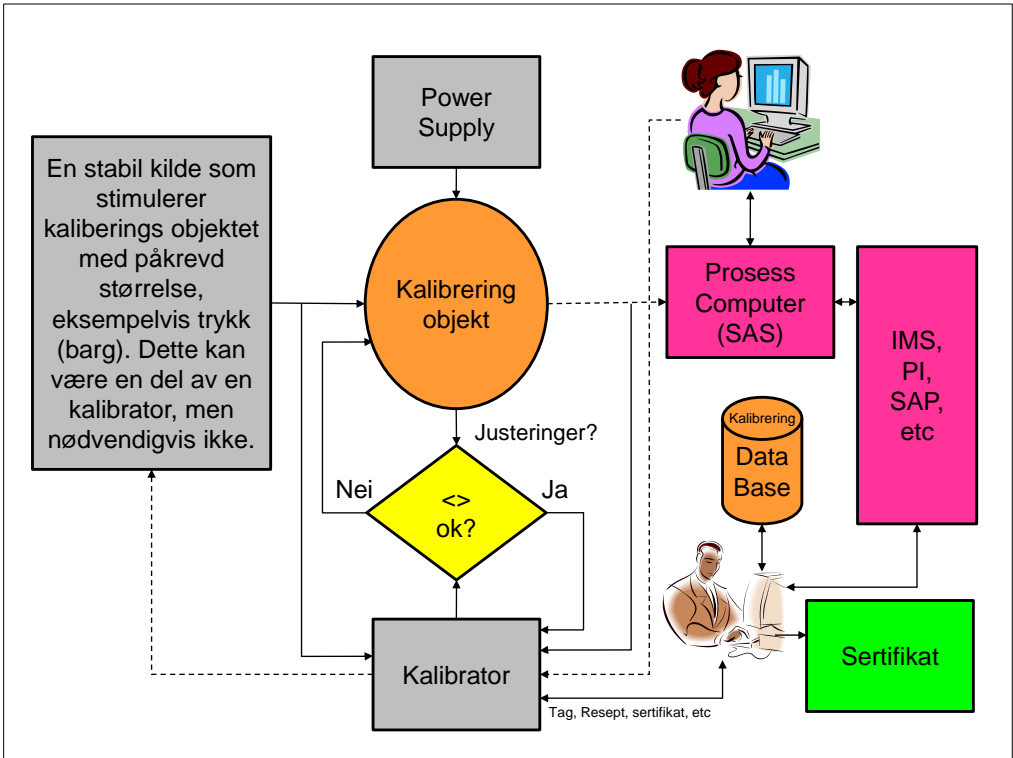 Power
Supply
En stabil kilde som
stimulerer
kaliberings objektet
med påkrevd
størrelse,
eksempelvis trykk
(barg). Dette kan
være en del av en
kalibrator, men
nødvendigvis ikke.
Kalibrering
objekt
Prosess
Computer
(SAS)
IMS,
PI,
SAP,
etc
Kalibrering
Data
Base
Justeringer?
Nei
<>
ok?
Ja
Kalibrator
Sertifikat
Tag, Resept, sertifikat, etc